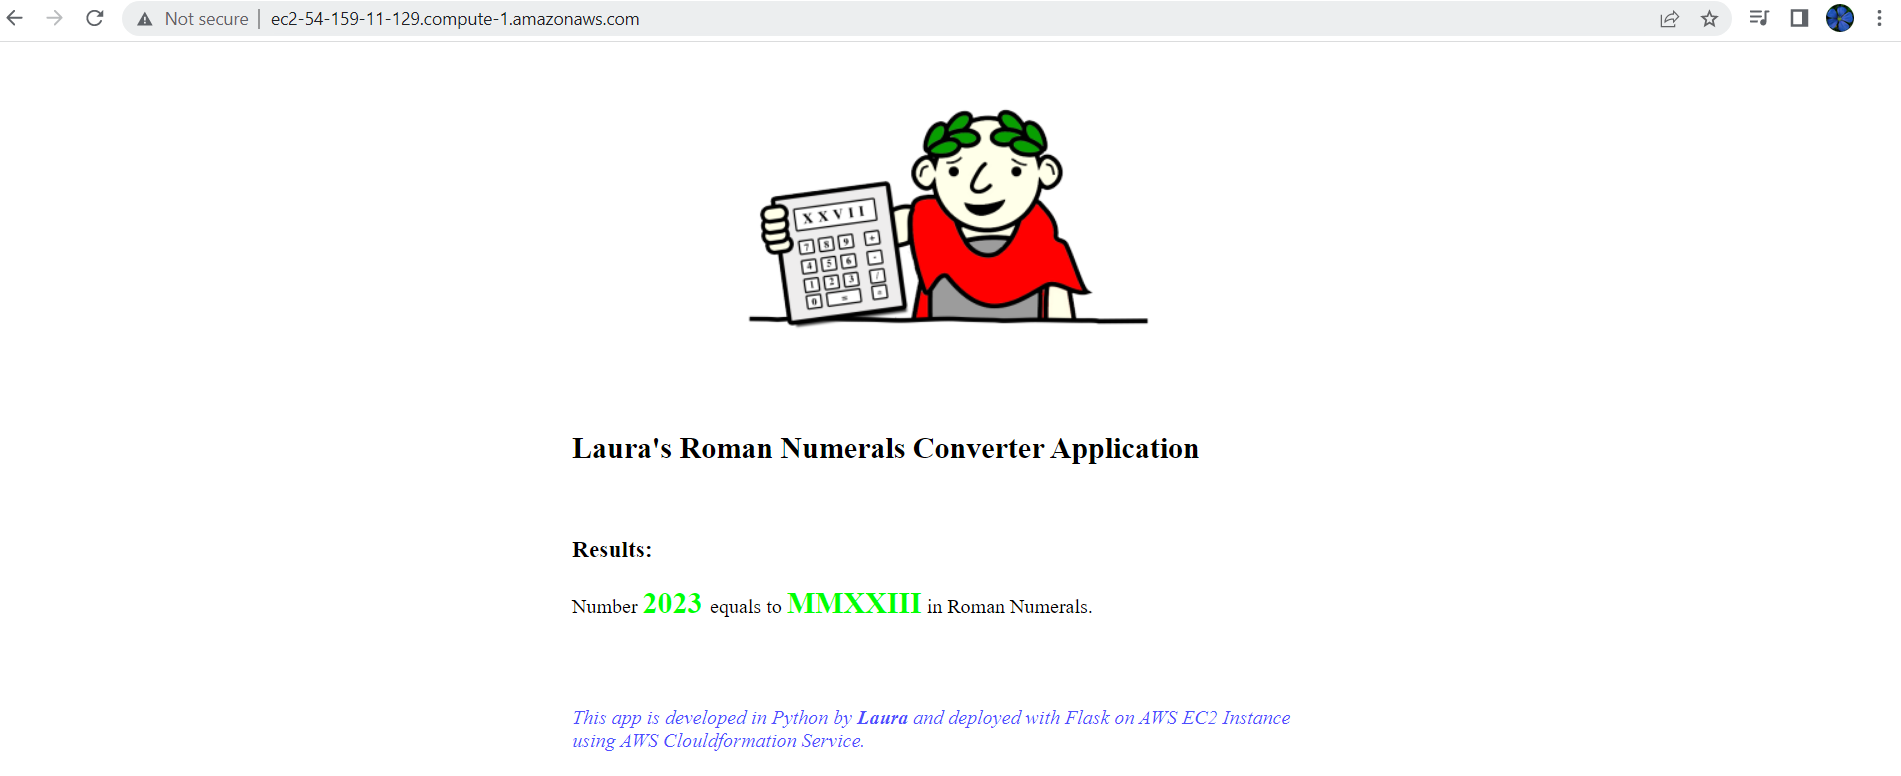 Not secure | ec2-54-159-11-129.compute-1.amazonaws.com
XXVII
7 8 9 +
4 5 6 -
1 2 3 /
0 =
Laura's Roman Numerals Converter Application
Results:
Number 2023 equals to MMXXIII in Roman Numerals.
This app is developed in Python by Laura and deployed with Flask on AWS EC2 Instance
using AWS Clouldformation Service.